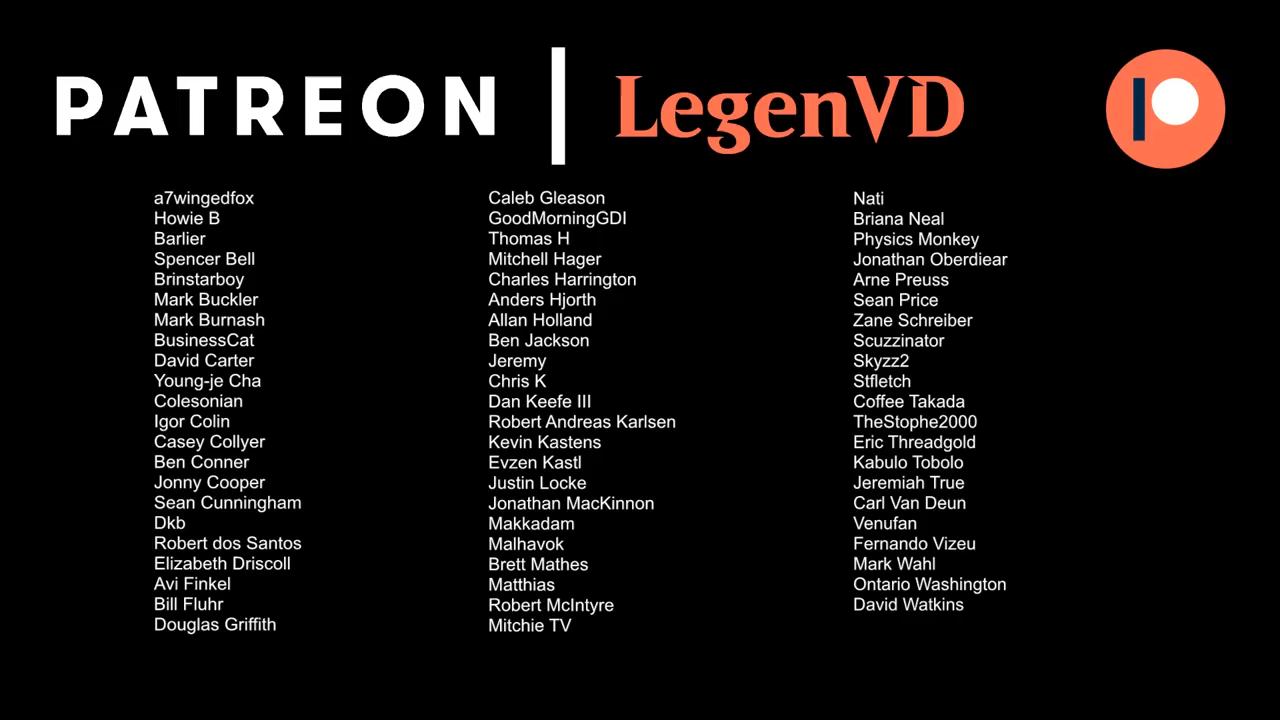 PATREON | LegenVD
a7wingedfox
Howie B
Barlier
Spencer Bell
Brinstarboy
Mark Buckler
Mark Burnash
BusinessCat
David Carter
Young-je Cha
Colesonian
Igor Colin
Casey Collyer
Ben Conner
Jonny Cooper
Sean Cunningham
Dkb
Robert dos Santos
Elizabeth Driscoll
Avi Finkel
Bill Fluhr
Douglas Griffith
Caleb Gleason
GoodMorningGDI
Thomas H
Mitchell Hager
Charles Harrington
Anders Hjorth
Allan Holland
Ben Jackson
Jeremy
Chris K
Dan Keefe III
Robert Andreas Karlsen
Kevin Kastens
Evzen Kastl
Justin Locke
Jonathan MacKinnon
Makkadam
Malhavok
Brett Mathes
Matthias
Robert McIntyre
Mitchie TV
Nati
Briana Neal
Physics Monkey
Jonathan Oberdiear
Arne Preuss
Sean Price
Zane Schreiber
Scuzzinator
Skyzz2
Stfletch
Coffee Takada
TheStophe2000
Eric Threadgold
Kabulo Tobolo
Jeremiah True
Carl Van Deun
Venufan
Fernando Vizeu
Mark Wahl
Ontario Washington
David Watkins